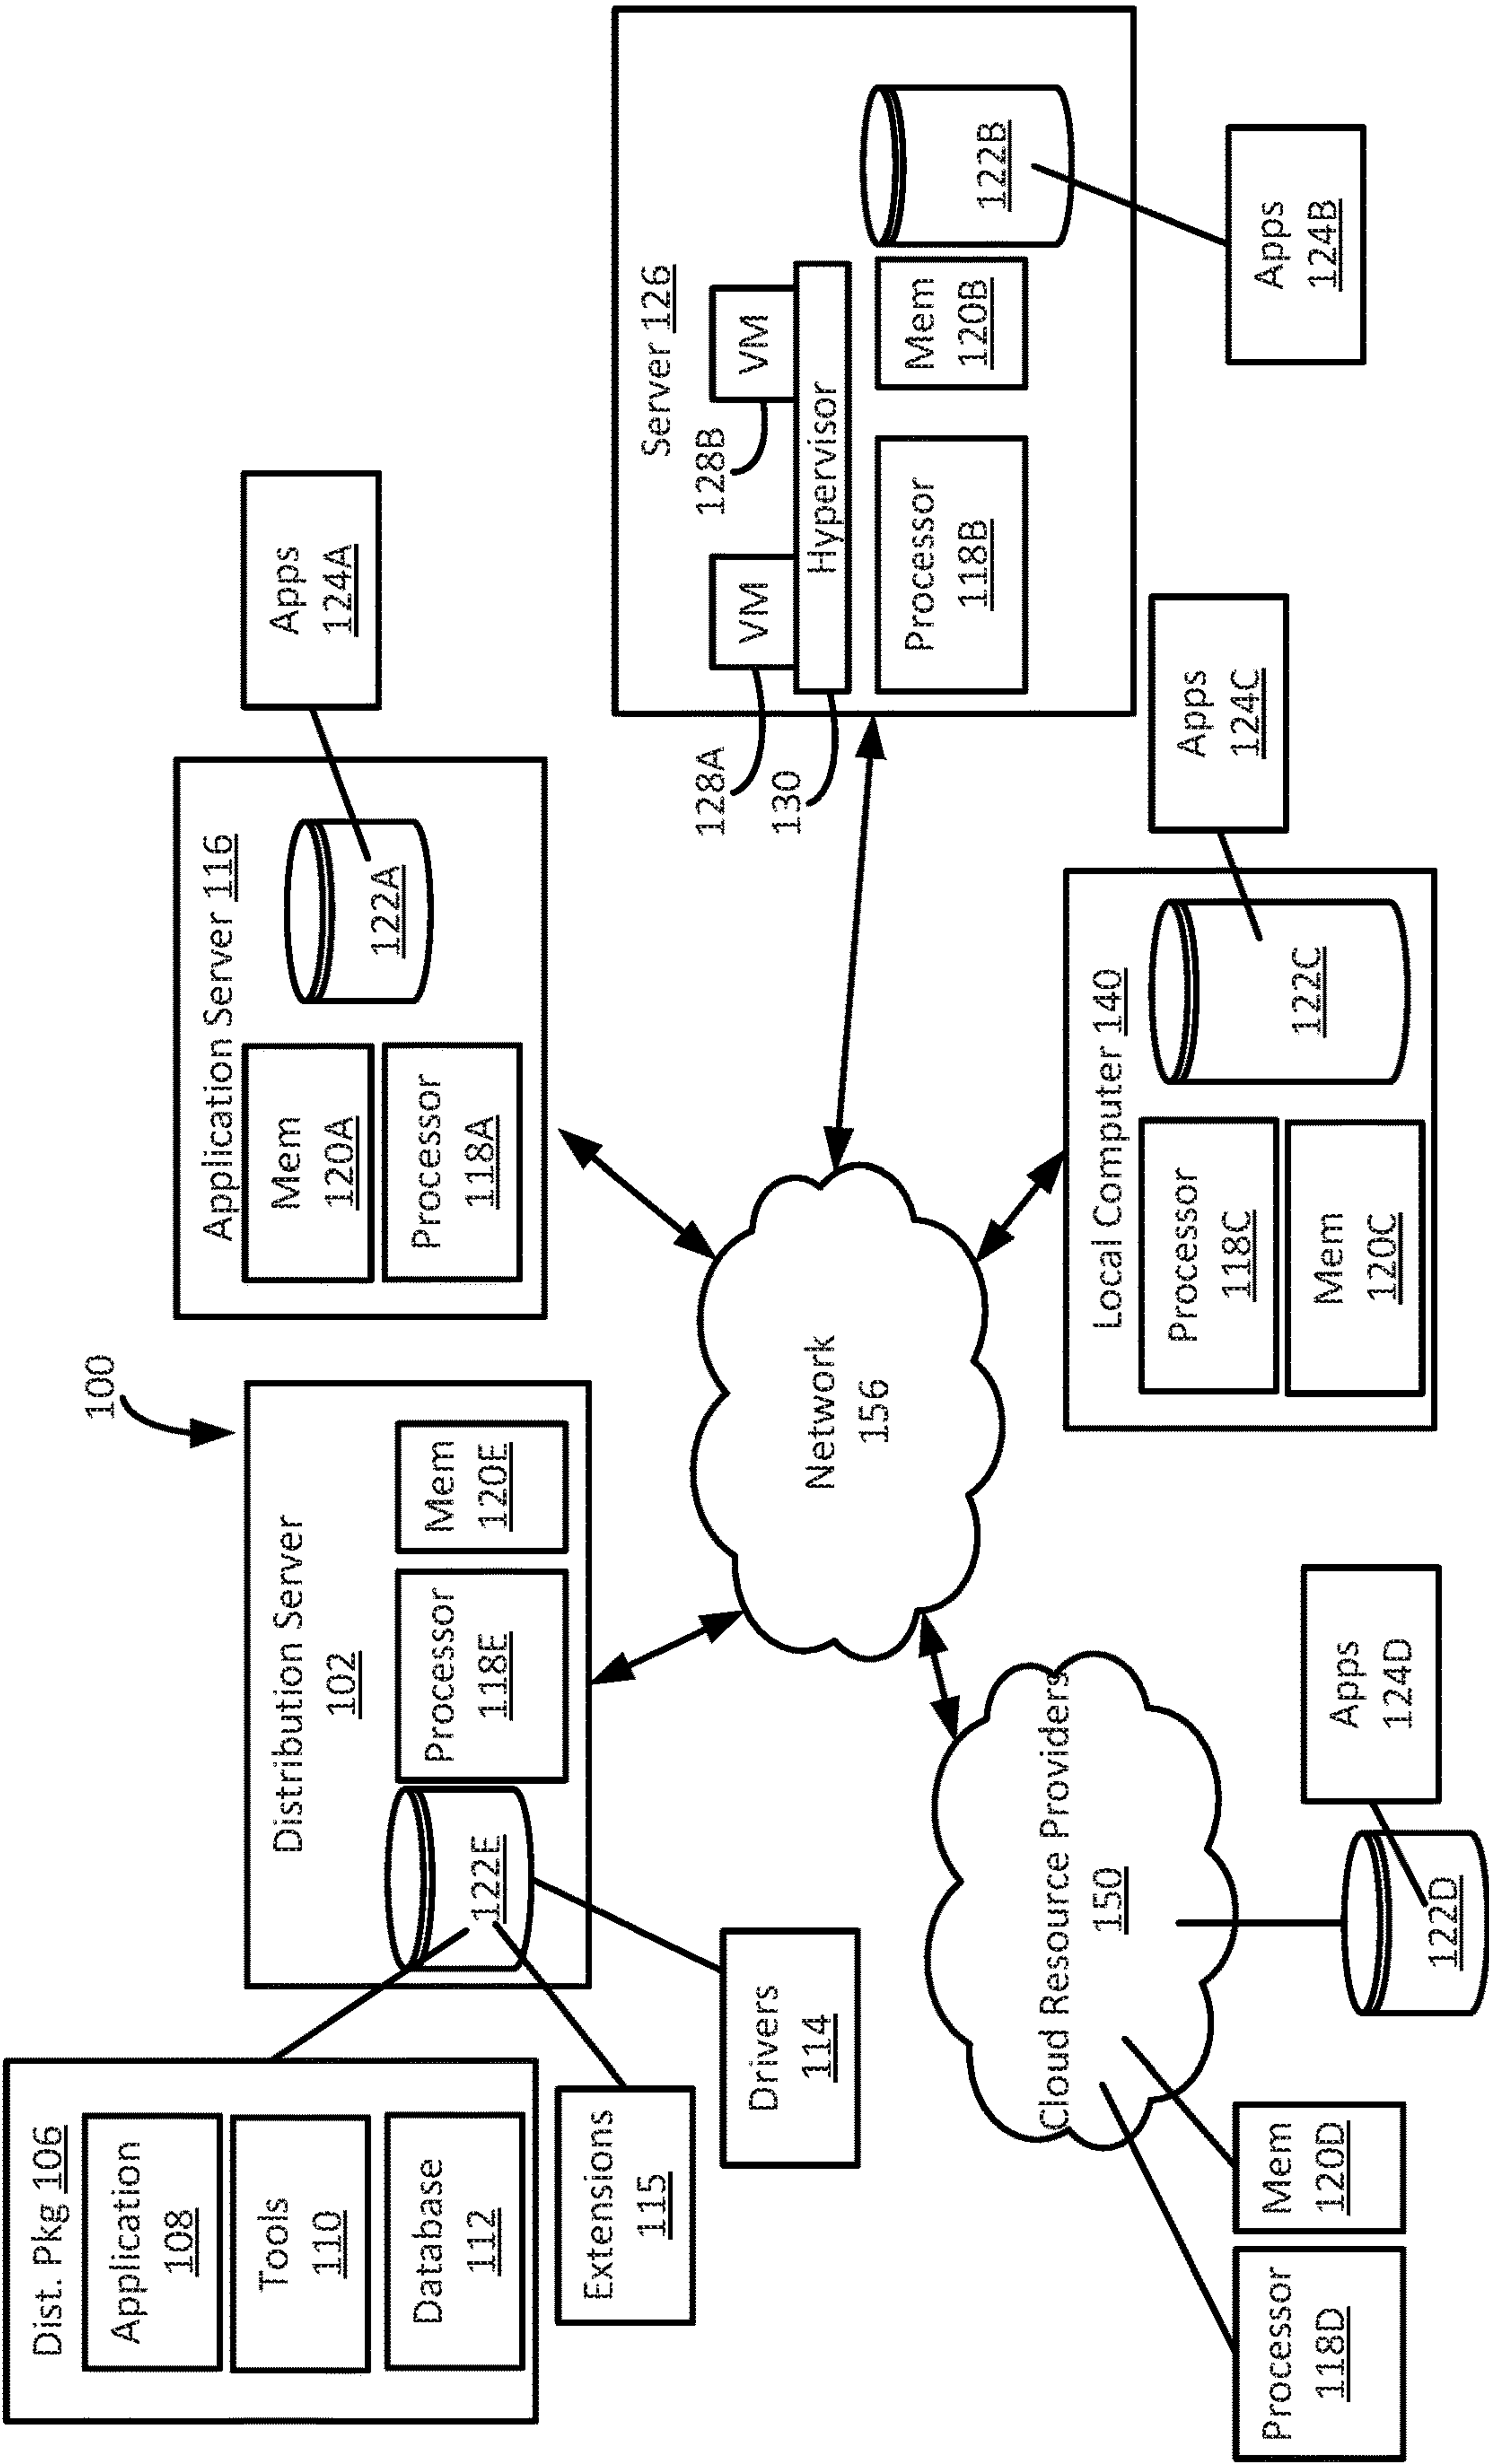 100
Dist. Pkg 106
Application
108
Tools
110
Database
112
Extensions
115
Drivers
114
Distribution Server
102
122E
Processor
118E
Mem
120E
Application Server 116
Mem
120A
Processor
118A
122A
Apps
124A
Server 126
128A
VM
128B
VM
130
Hypervisor
Processor
118B
Mem
120B
122B
Apps
124B
Network
156
Cloud Resource Providers
150
Processor
118D
Mem
120D
122D
Apps
124D
Local Computer 140
Processor
118C
Mem
120C
122C
Apps
124C